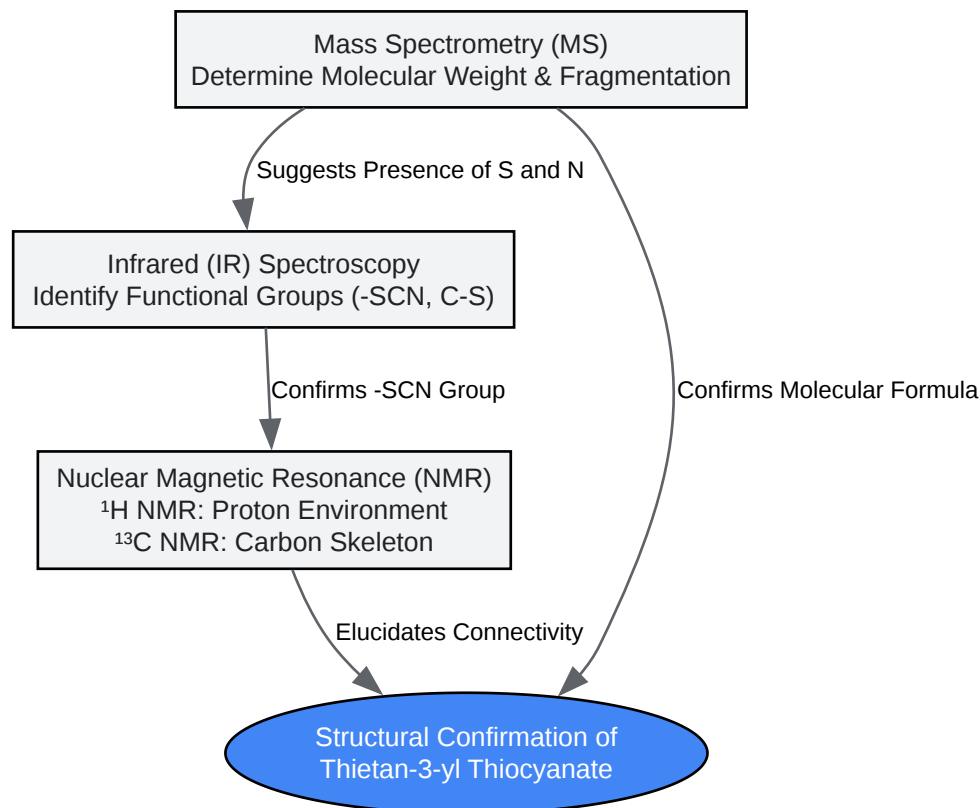 Mass Spectrometry (MS)
Determine Molecular Weight & Fragmentation
Suggests Presence of S and N
Infrared (IR) Spectroscopy
Identify Functional Groups (-SCN, C-S)
Confirms -SCN Group
Confirms Molecular Formula
Nuclear Magnetic Resonance (NMR)
¹H NMR: Proton Environment
¹³C NMR: Carbon Skeleton
Elucidates Connectivity
Structural Confirmation of
Thietan-3-yl Thiocyanate